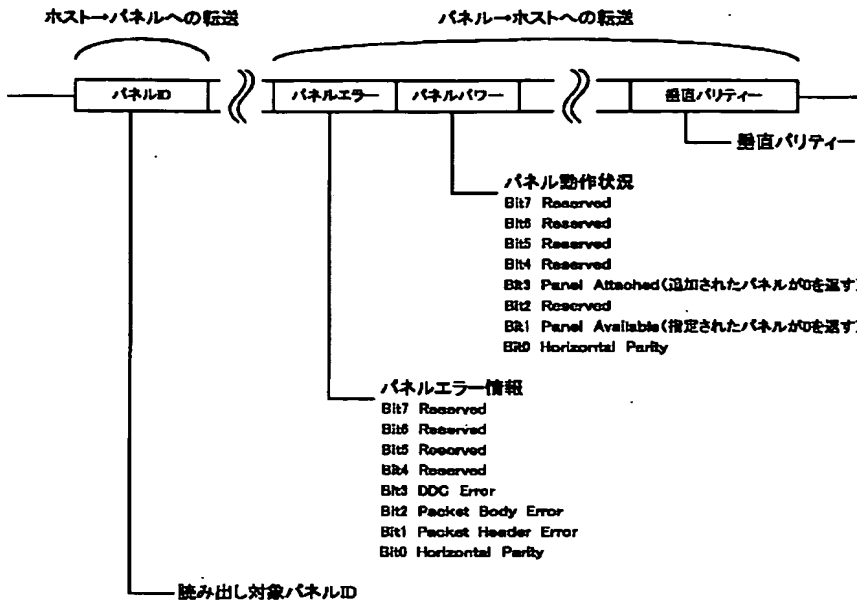 ホスト→パネルへの転送
パネル→ホストへの転送
パネルID
パネルエラー
パネルパワー
垂直パリティー
垂直パリティー
パネル動作状況
Bit7 Reserved
Bit6 Reserved
Bit5 Reserved
Bit4 Reserved
Bit3 Panel Attached(追加されたパネルが0を返す)
Bit2 Reserved
Bit1 Panel Available(指定されたパネルが0を返す)
Bit0 Horizontal Parity
パネルエラー情報
Bit7 Reserved
Bit6 Reserved
Bit5 Reserved
Bit4 Reserved
Bit3 DDC Error
Bit2 Packet Body Error
Bit1 Packet Header Error
Bit0 Horizontal Parity
読み出し対象パネルID